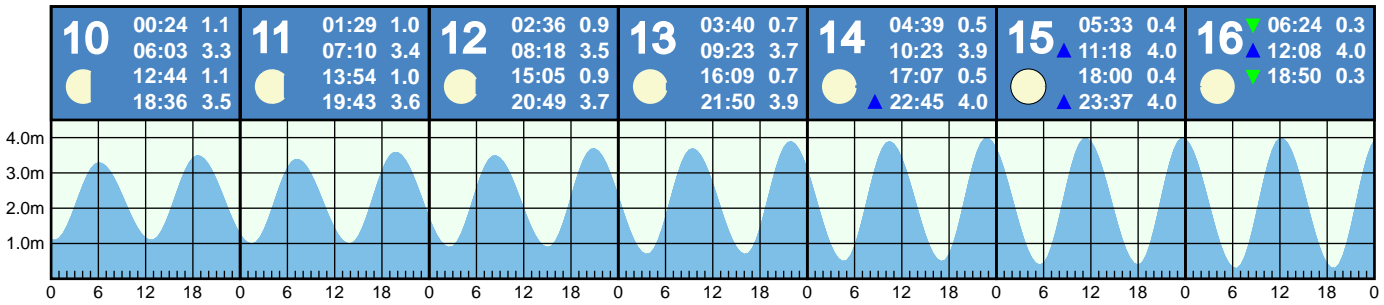 10
00:24 1.1
06:03 3.3
12:44 1.1
18:36 3.5
11
01:29 1.0
07:10 3.4
13:54 1.0
19:43 3.6
12
02:36 0.9
08:18 3.5
15:05 0.9
20:49 3.7
13
03:40 0.7
09:23 3.7
16:09 0.7
21:50 3.9
14
04:39 0.5
10:23 3.9
17:07 0.5
▲ 22:45 4.0
15
05:33 0.4
▲ 11:18 4.0
18:00 0.4
▲ 23:37 4.0
16
▼ 06:24 0.3
▲ 12:08 4.0
▼ 18:50 0.3
4.0m
3.0m
2.0m
1.0m
0 6 12 18 0 6 12 18 0 6 12 18 0 6 12 18 0 6 12 18 0 6 12 18 0 6 12 18 0